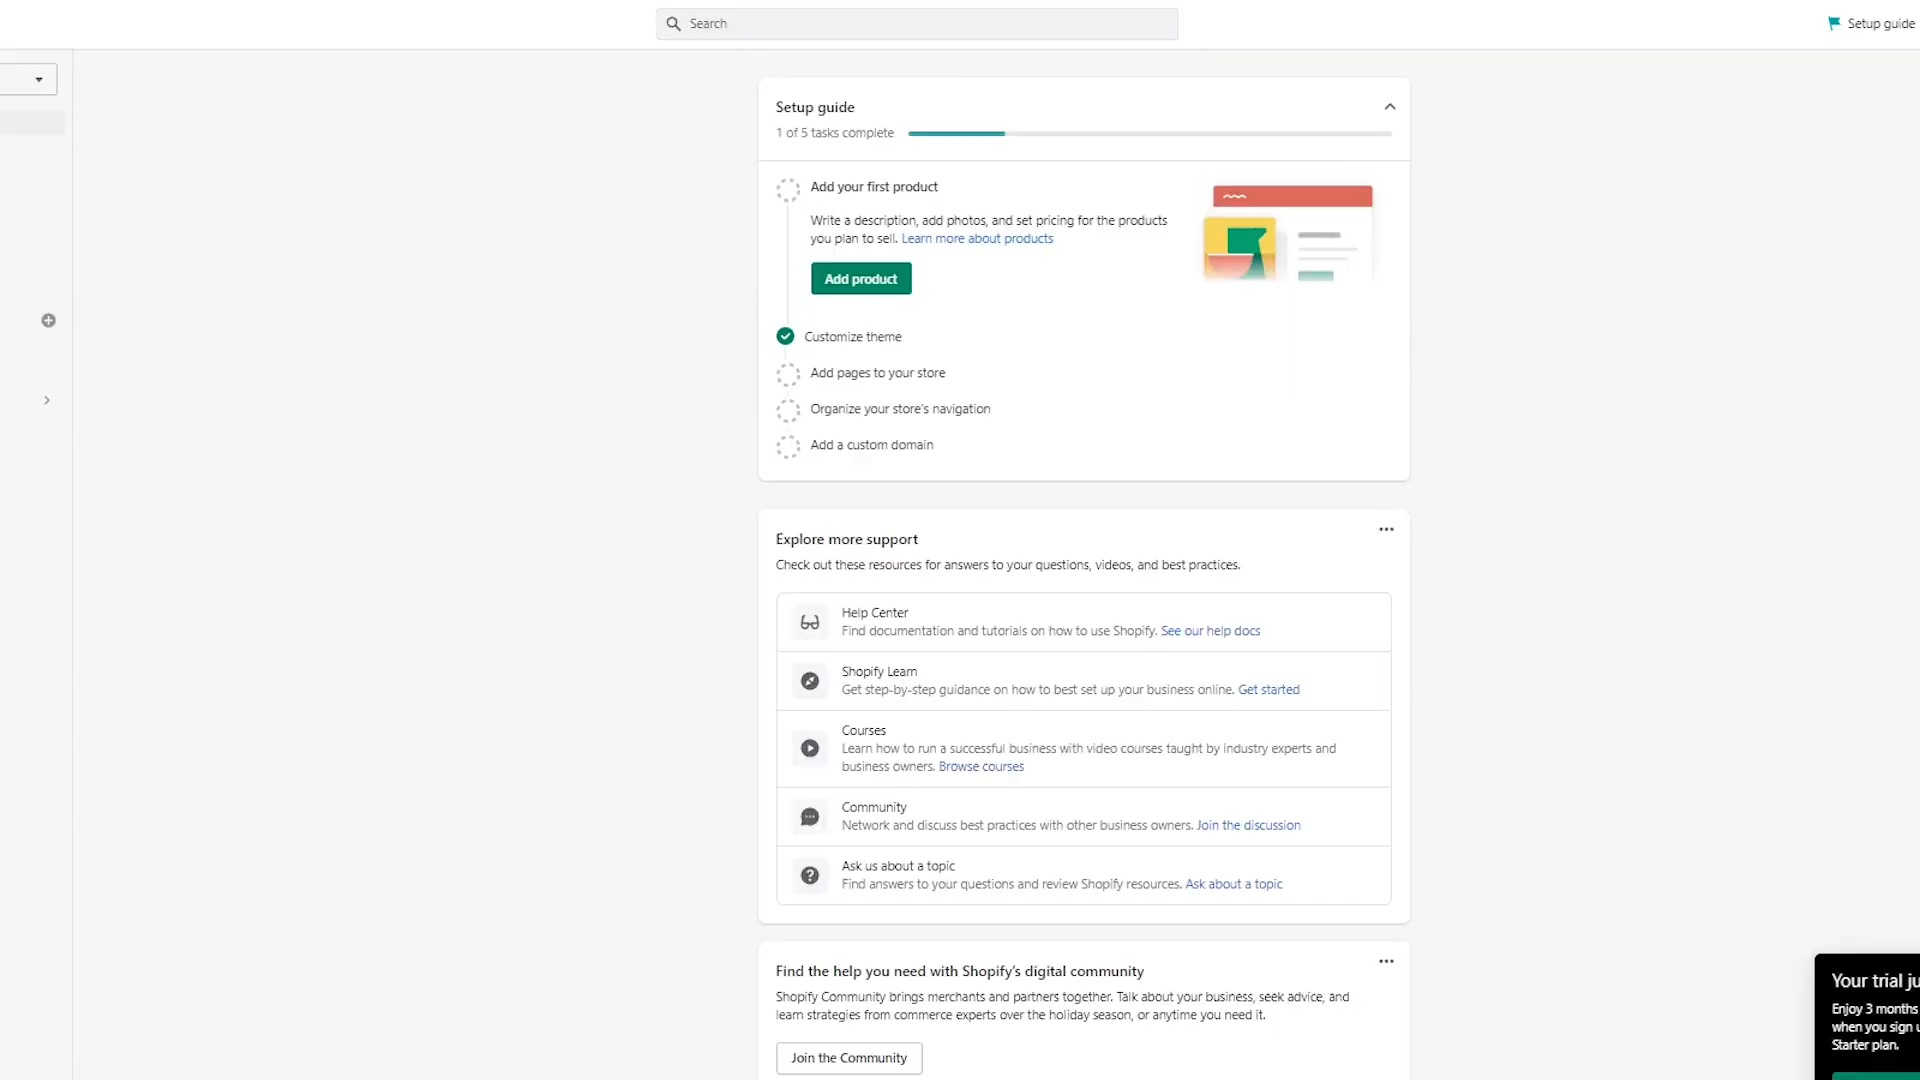 Search
Setup guide
Setup guide
1 of 5 tasks complete
Add your first product
Write a description, add photos, and set pricing for the products
you plan to sell. Learn more about products
Add product
Customize theme
Add pages to your store
Organize your store's navigation
Add a custom domain
Explore more support
Check out these resources for answers to your questions, videos, and best practices.
Help Center
Find documentation and tutorials on how to use Shopify. See our help docs
Shopify Learn
Get step-by-step guidance on how to best set up your business online. Get started
Courses
Learn how to run a successful business with video courses taught by industry experts and
business owners. Browse courses
Community
Network and discuss best practices with other business owners. Join the discussion
Ask us about a topic
Find answers to your questions and review Shopify resources. Ask about a topic
Find the help you need with Shopify's digital community
Shopify Community brings merchants and partners together. Talk about your business, seek advice, and
learn strategies from commerce experts over the holiday season, or anytime you need it.
Join the Community
Your trial ju
Enjoy 3 months
when you sign u
Starter plan.